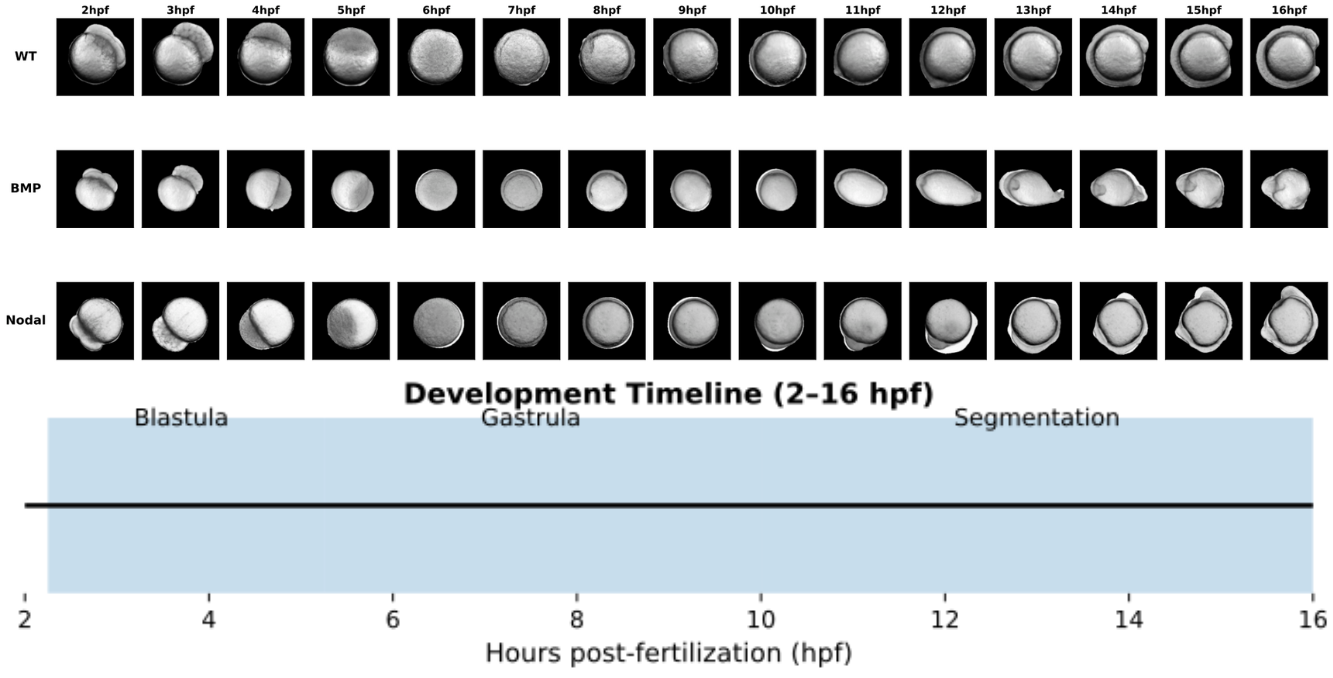 2hpf 3hpf 4hpf 5hpf 6hpf 7hpf 8hpf 9hpf 10hpf 11hpf 12hpf 13hpf 14hpf 15hpf 16hpf
WT
BMP
Nodal
Development Timeline (2–16 hpf)
Blastula Gastrula Segmentation
2 4 6 8 10 12 14 16
Hours post-fertilization (hpf)